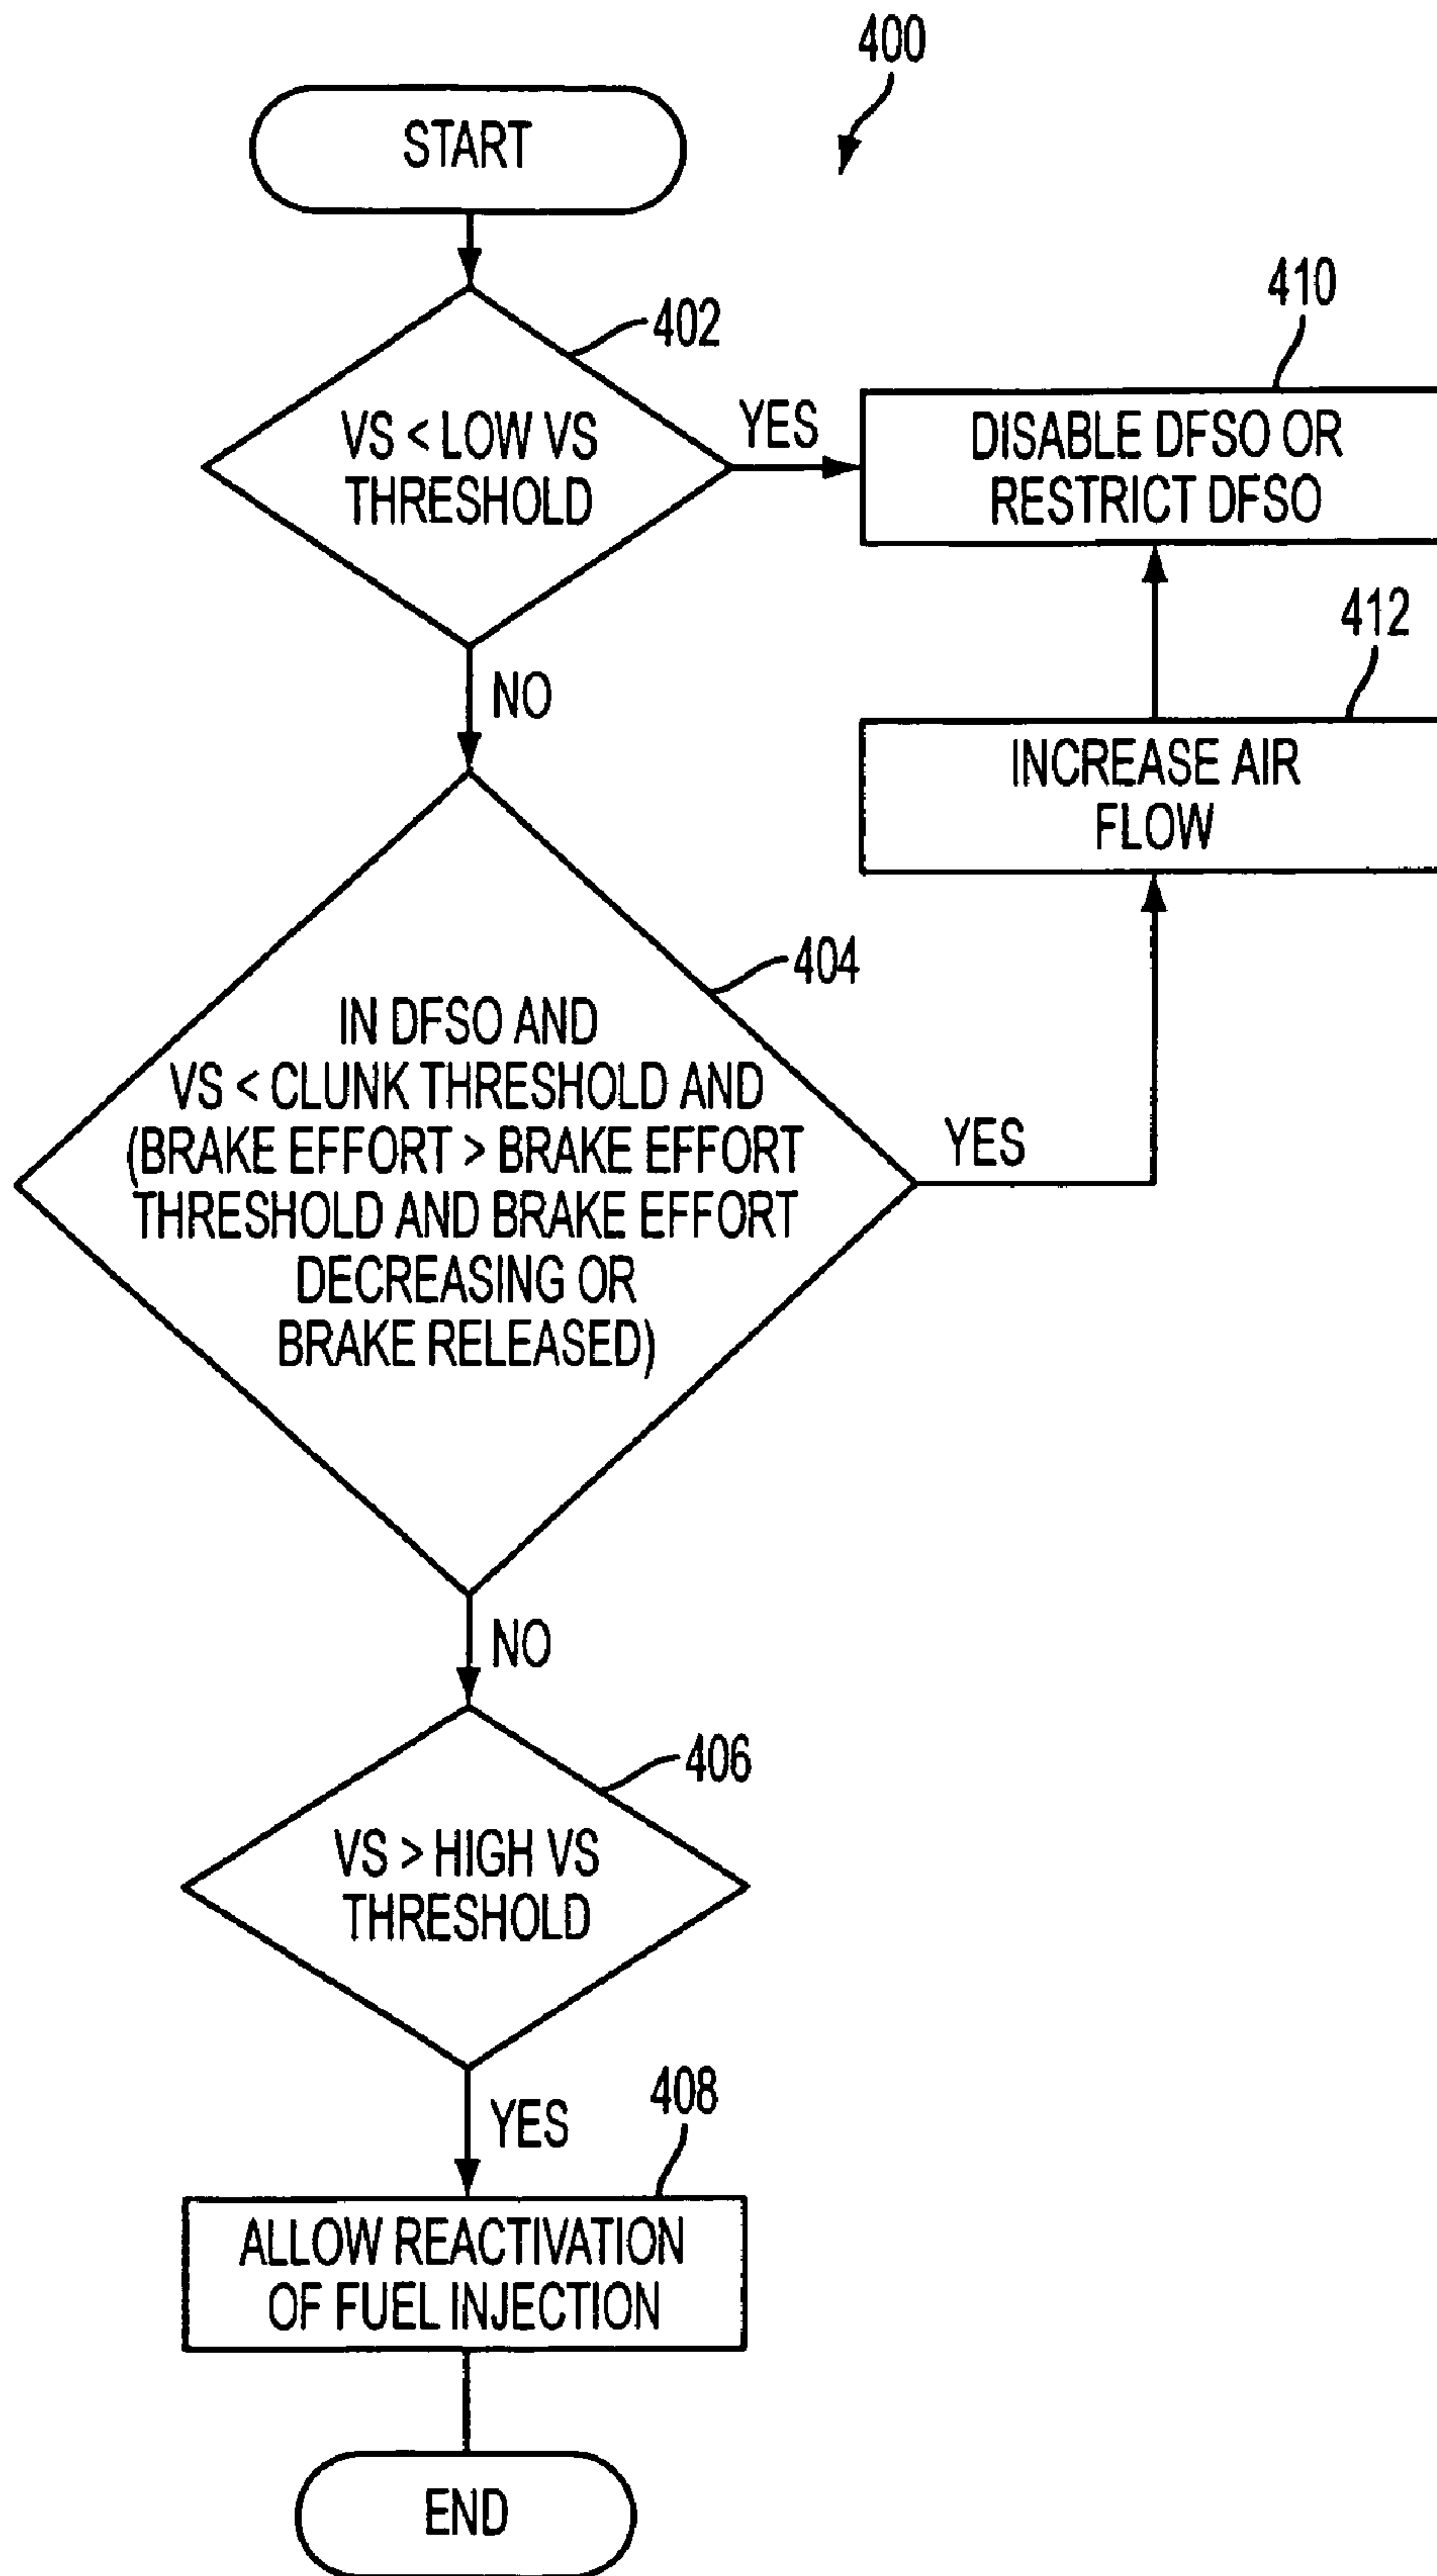 400
START
402
VS < LOW VS
THRESHOLD
YES
410
DISABLE DFSO OR
RESTRICT DFSO
NO
412
INCREASE AIR
FLOW
404
IN DFSO AND
VS < CLUNK THRESHOLD AND
(BRAKE EFFORT > BRAKE EFFORT
THRESHOLD AND BRAKE EFFORT
DECREASING OR
BRAKE RELEASED)
YES
NO
406
VS > HIGH VS
THRESHOLD
YES
408
ALLOW REACTIVATION
OF FUEL INJECTION
END